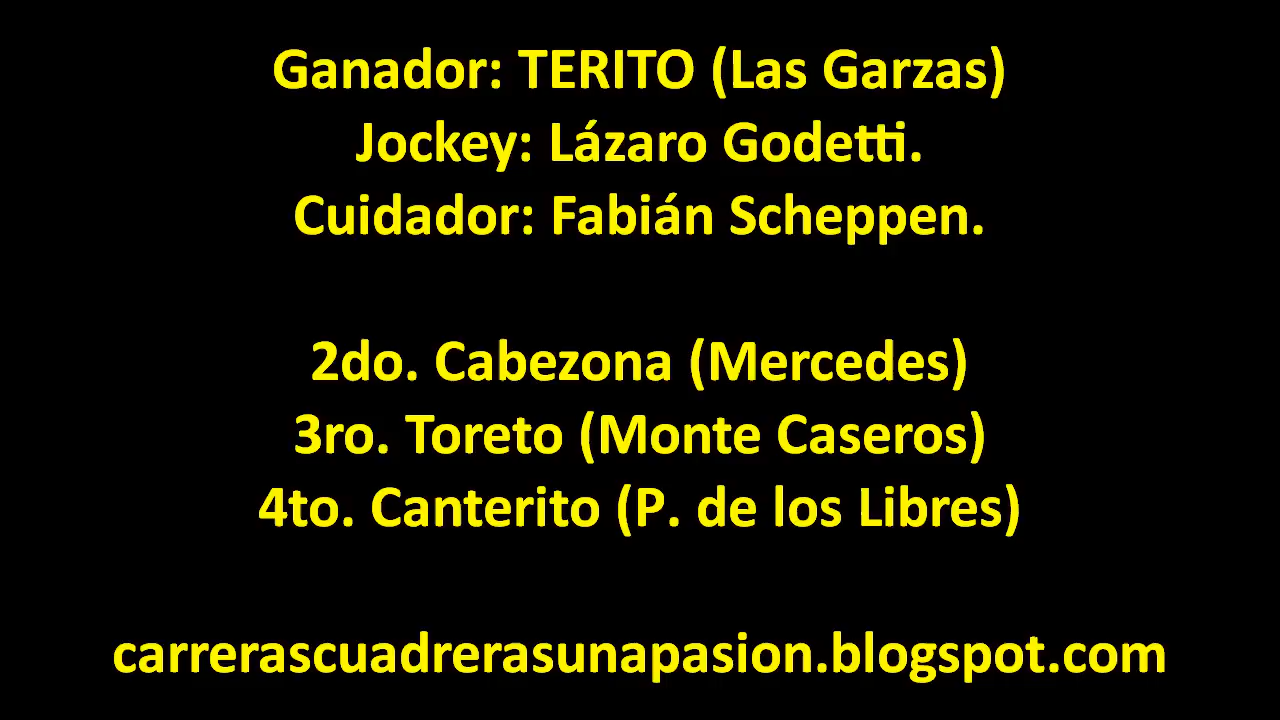 Ganador: TERITO (Las Garzas)
Jockey: Lázaro Godetti.
Cuidador: Fabián Scheppen.
2do. Cabezona (Mercedes)
3ro. Toreto (Monte Caseros)
4to. Canterito (P. de los Libres)
carrerascuadrerasunapasion.blogspot.com